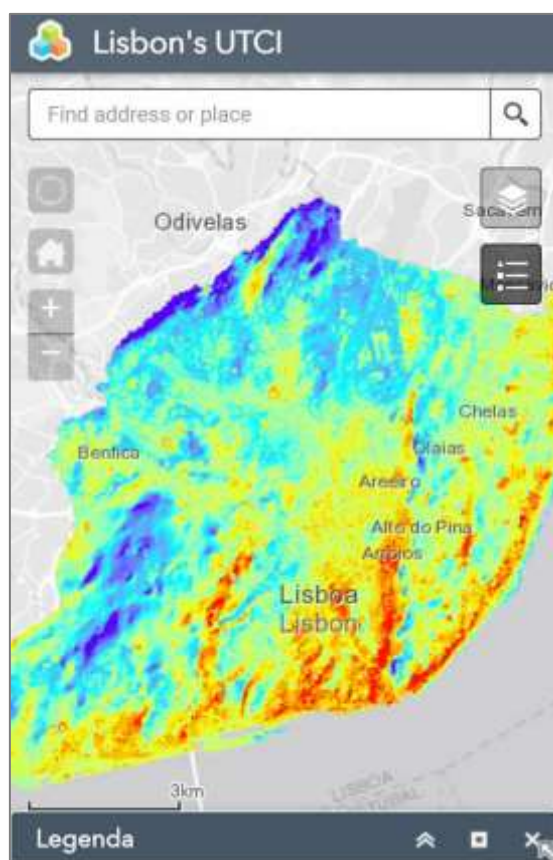 Lisbon's UTCI
Find address or place
Odivelas
Chelas
Benfica
Olaias
Areeiro
Alto do Pina
Arroios
Lisboa
Lisbon
3km
LISBOA
Legenda